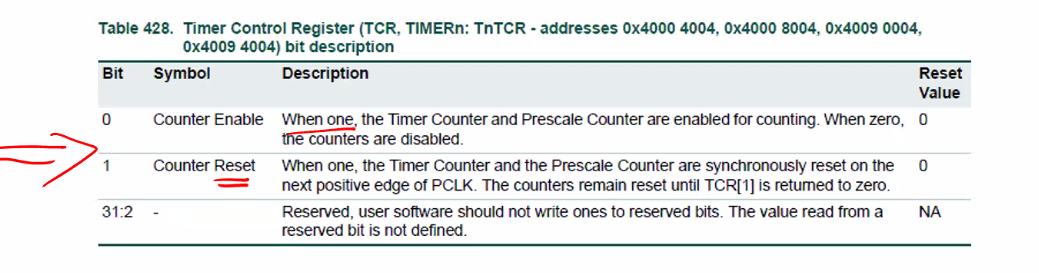 Table 428. Timer Control Register (TCR, TIMERn: TnTCR - addresses 0x4000 4004, 0x4000 8004, 0x4009 0004,
0x4009 4004) bit description
Bit Symbol Description Reset
Value
0 Counter Enable When one, the Timer Counter and Prescale Counter are enabled for counting. When zero, 0
the counters are disabled.
1 Counter Reset When one, the Timer Counter and the Prescale Counter are synchronously reset on the 0
next positive edge of PCLK. The counters remain reset until TCR[1] is returned to zero.
31:2 - Reserved, user software should not write ones to reserved bits. The value read from a NA
reserved bit is not defined.